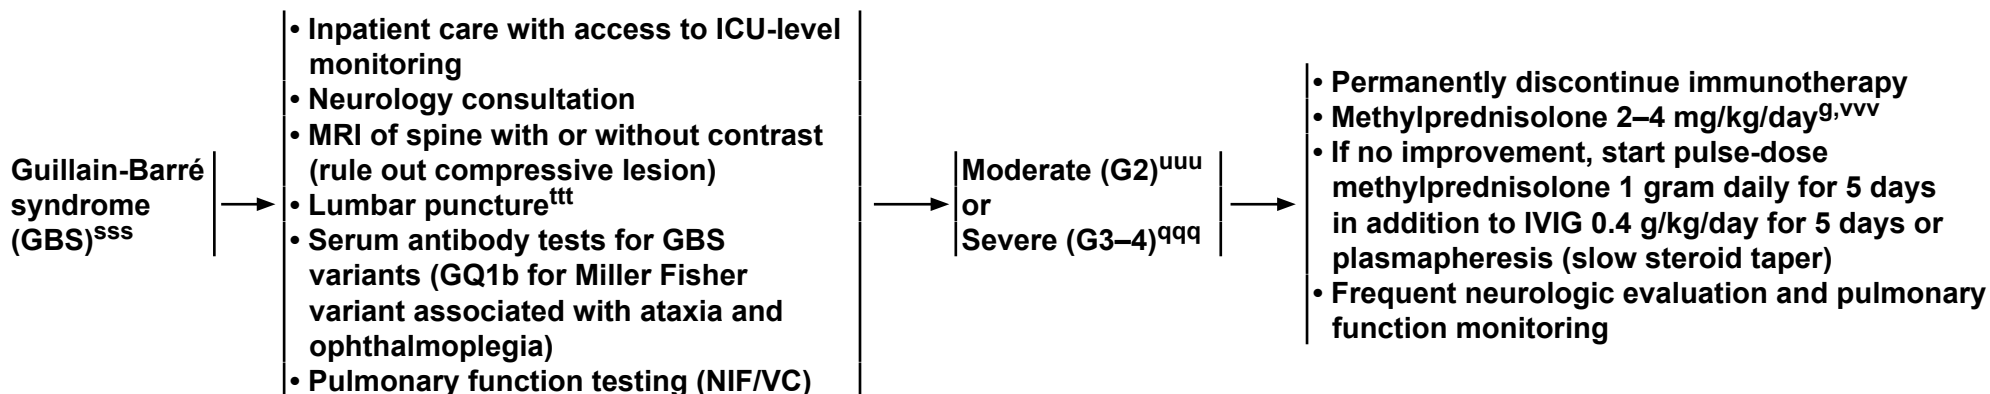 Guillain-Barré
syndrome
(GBS)sss
• Inpatient care with access to ICU-level
monitoring
• Neurology consultation
• MRI of spine with or without contrast
(rule out compressive lesion)
• Lumbar puncturettt
• Serum antibody tests for GBS
variants (GQ1b for Miller Fisher
variant associated with ataxia and
ophthalmoplegia)
• Pulmonary function testing (NIF/VC)
Moderate (G2)uuu
or
Severe (G3–4)qqq
• Permanently discontinue immunotherapy
• Methylprednisolone 2–4 mg/kg/dayg,vvv
• If no improvement, start pulse-dose
methylprednisolone 1 gram daily for 5 days
in addition to IVIG 0.4 g/kg/day for 5 days or
plasmapheresis (slow steroid taper)
• Frequent neurologic evaluation and pulmonary
function monitoring